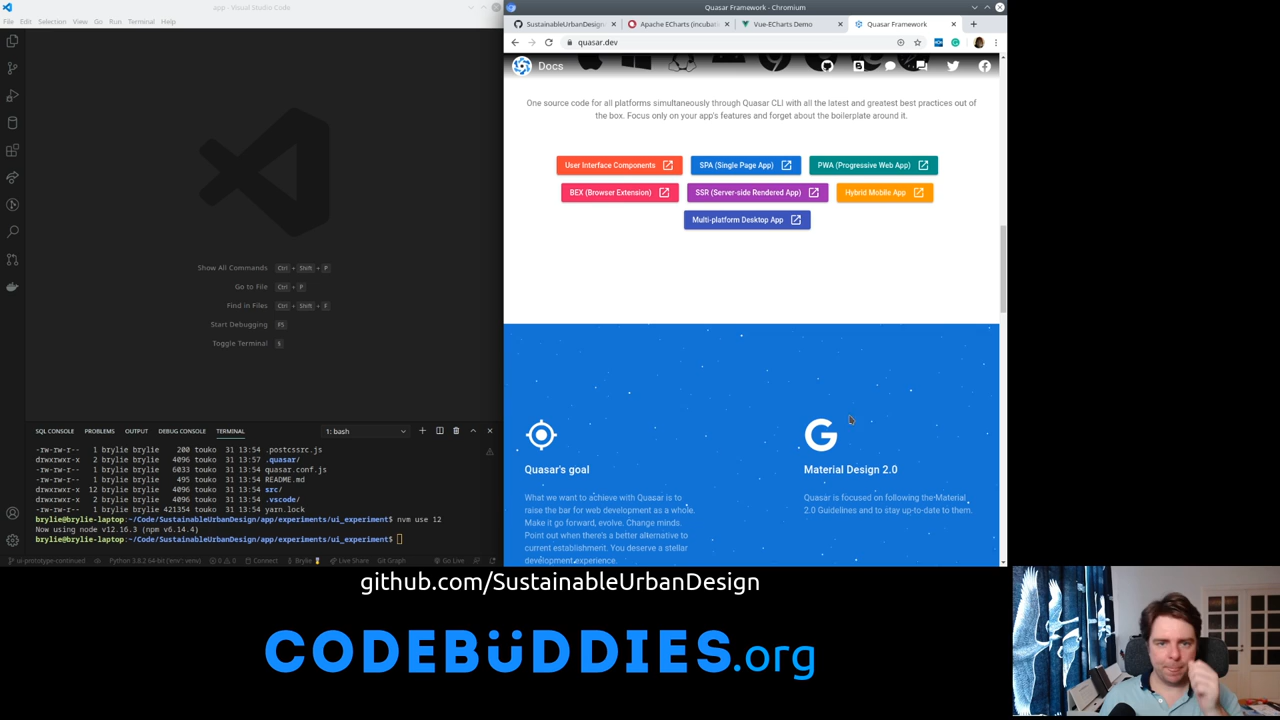 app - Visual Studio Code
File Edit Selection View Go Run Terminal Help
Show All Commands Ctrl + Shift + P
Go to File Ctrl + P
Find in Files Ctrl + Shift + F
Start Debugging F5
Toggle Terminal $
SQL CONSOLE PROBLEMS OUTPUT DEBUG CONSOLE TERMINAL 1: bash
-rw-rw-r-- 1 brylie brylie 200 touko 31 13:54 .postcssrc.js
drwxrwxr-x 2 brylie brylie 4096 touko 31 13:57 .quasar/
-rw-rw-r-- 1 brylie brylie 6033 touko 31 13:54 quasar.conf.js
-rw-rw-r-- 1 brylie brylie 495 touko 31 13:54 README.md
drwxrwxr-x 12 brylie brylie 4096 touko 31 13:54 src/
drwxrwxr-x 2 brylie brylie 4096 touko 31 13:54 .vscode/
-rw-rw-r-- 1 brylie brylie 421354 touko 31 13:54 yarn.lock
brylie@brylie-laptop:~/Code/SustainableUrbanDesign/app/experiments/ui_experiment$ nvm use 12
Now using node v12.16.3 (npm v6.14.4)
brylie@brylie-laptop:~/Code/SustainableUrbanDesign/app/experiments/ui_experiment$
ui-prototype-continued Python 3.8.2 64-bit ('env': venv) 0 0 Connect Brylie Live Share Git Graph Go Live
Quasar Framework - Chromium
SustainableUrbanDesign Apache ECharts (incubati Vue-ECharts Demo Quasar Framework
quasar.dev
Docs
One source code for all platforms simultaneously through Quasar CLI with all the latest and greatest best practices out of
the box. Focus only on your app's features and forget about the boilerplate around it.
User Interface Components SPA (Single Page App) PWA (Progressive Web App)
BEX (Browser Extension) SSR (Server-side Rendered App) Hybrid Mobile App
Multi-platform Desktop App
Quasar's goal
What we want to achieve with Quasar is to
raise the bar for web development as a whole.
Make it go forward, evolve. Change minds.
Point out when there's a better alternative to
current establishment. You deserve a stellar
development experience.
Material Design 2.0
Quasar is focused on following the Material
2.0 Guidelines and to stay up-to-date to them.
github.com/SustainableUrbanDesign
CODEBÜDDIES.org